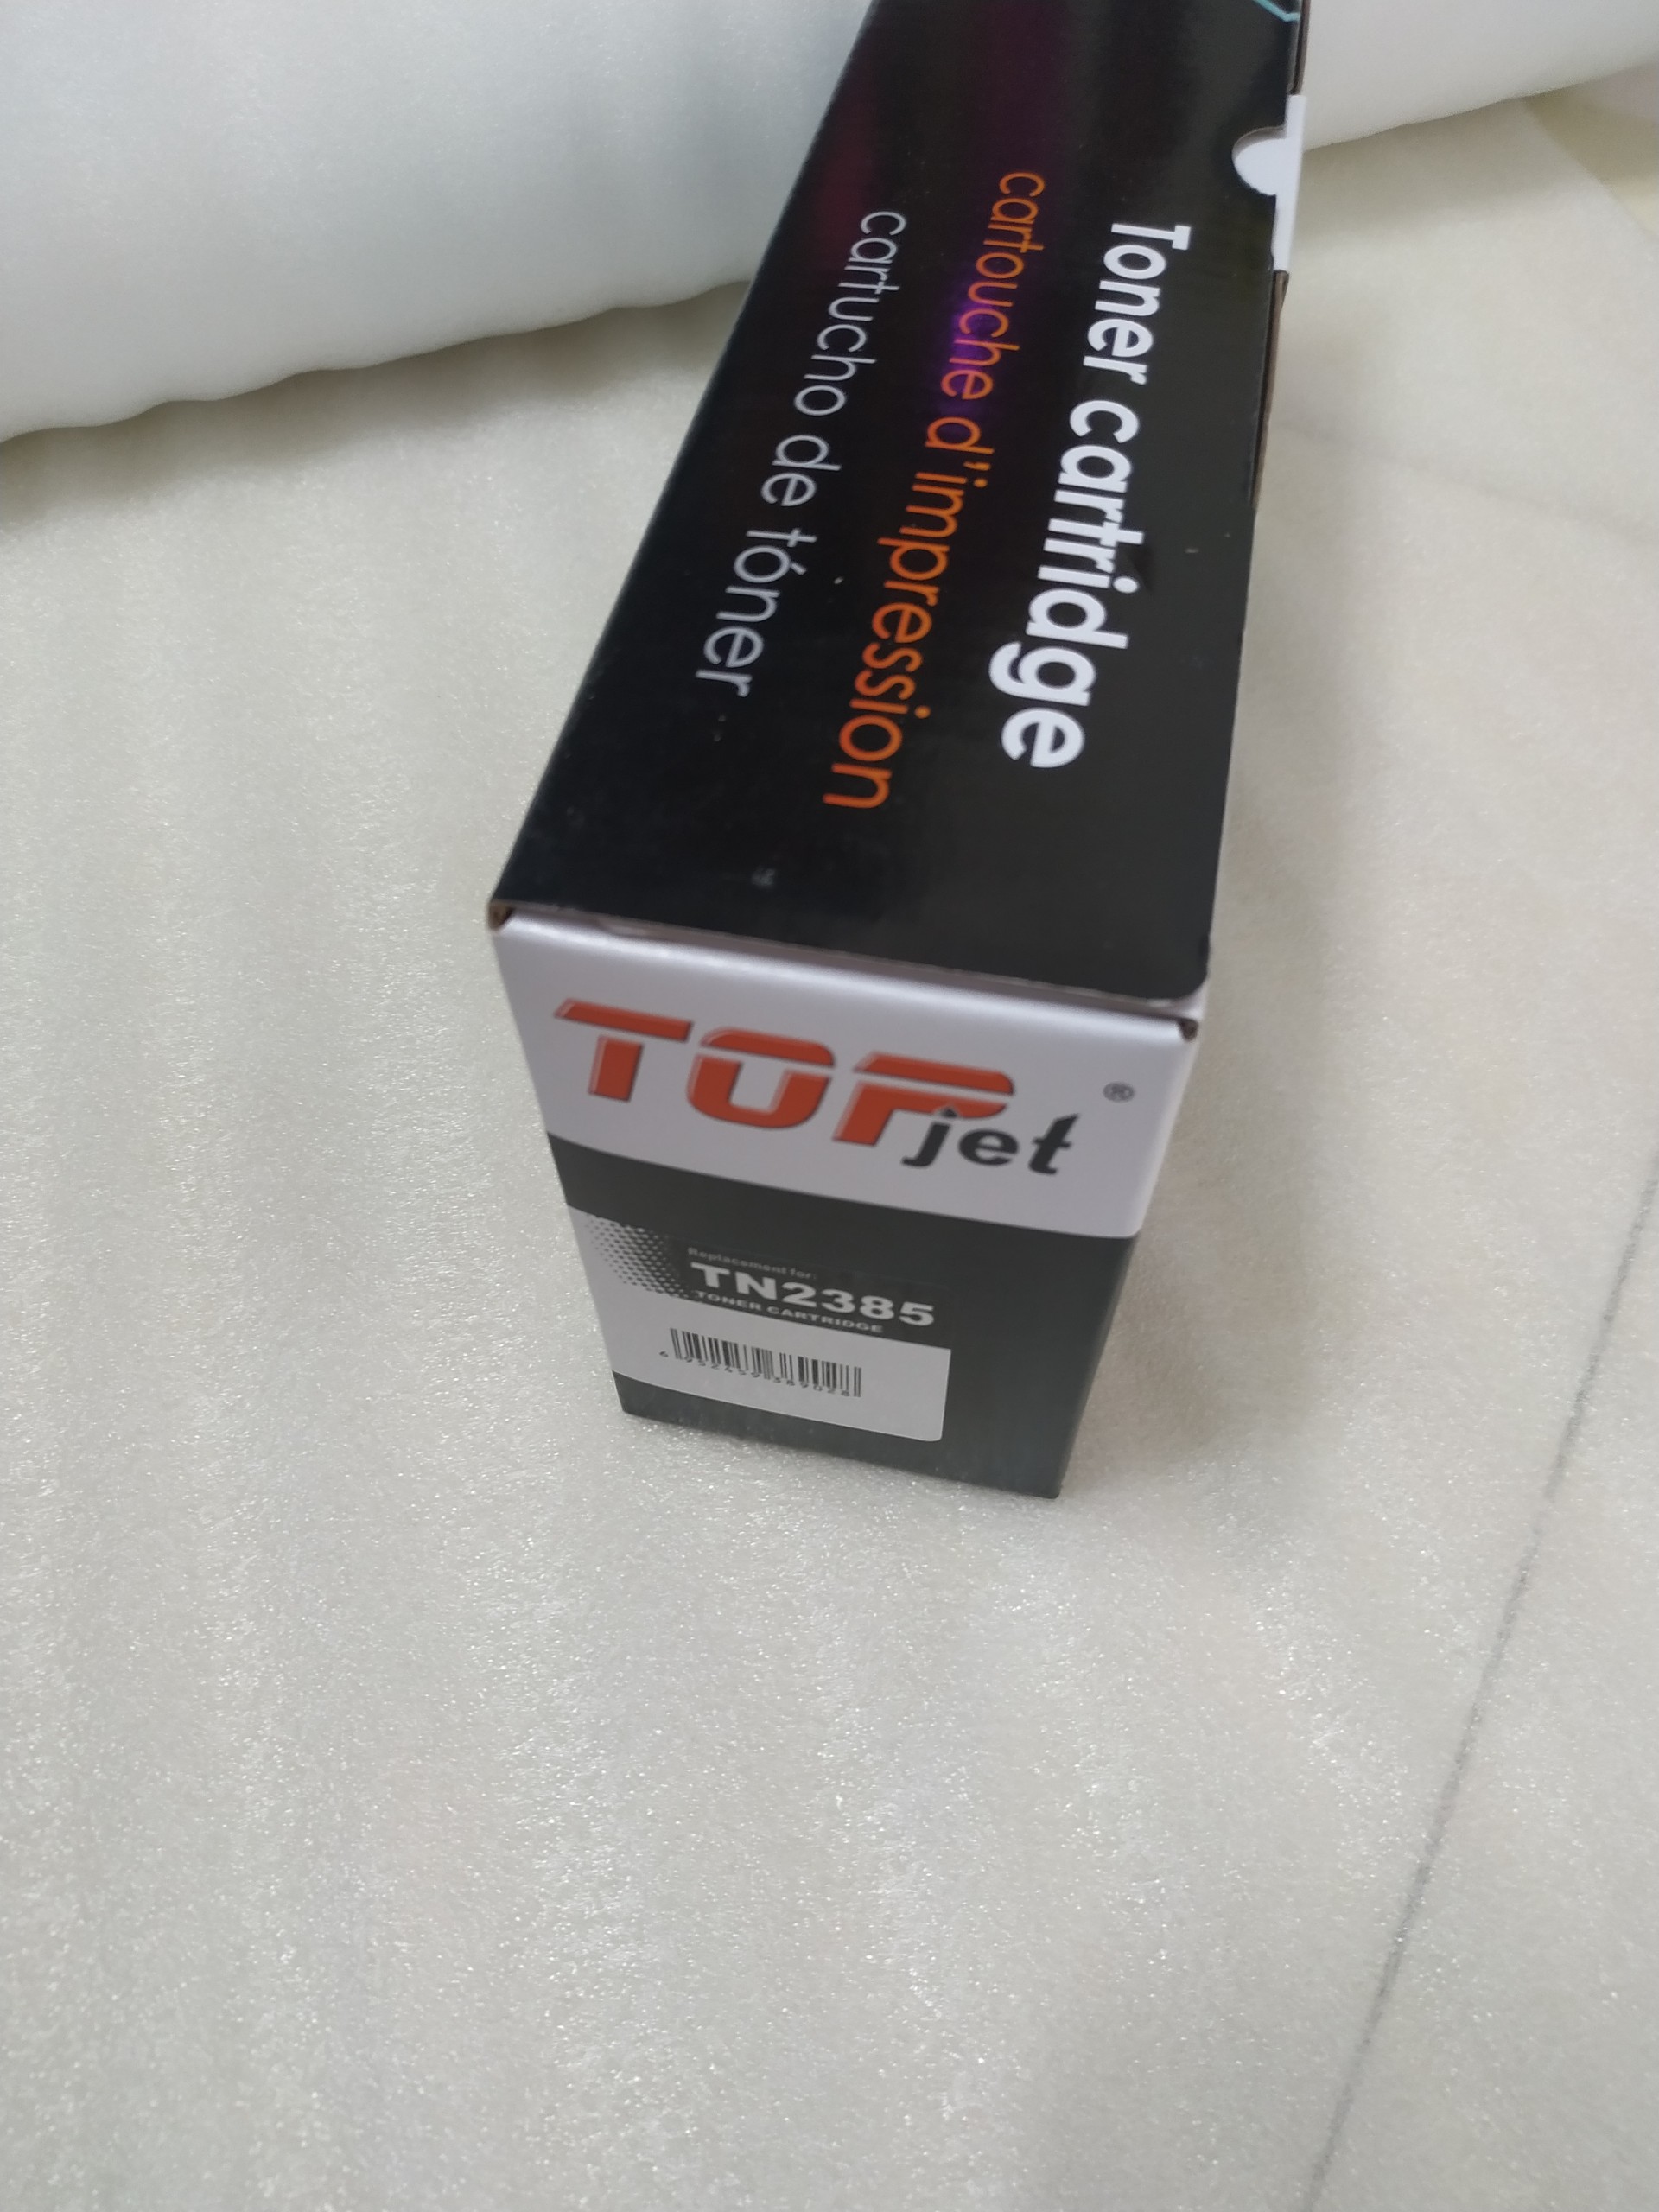 Toner cartridge
cartouche d'impression
cartucho de tóner
TOPjet ®
Replacement for:
TN2385
TONER CARTRIDGE